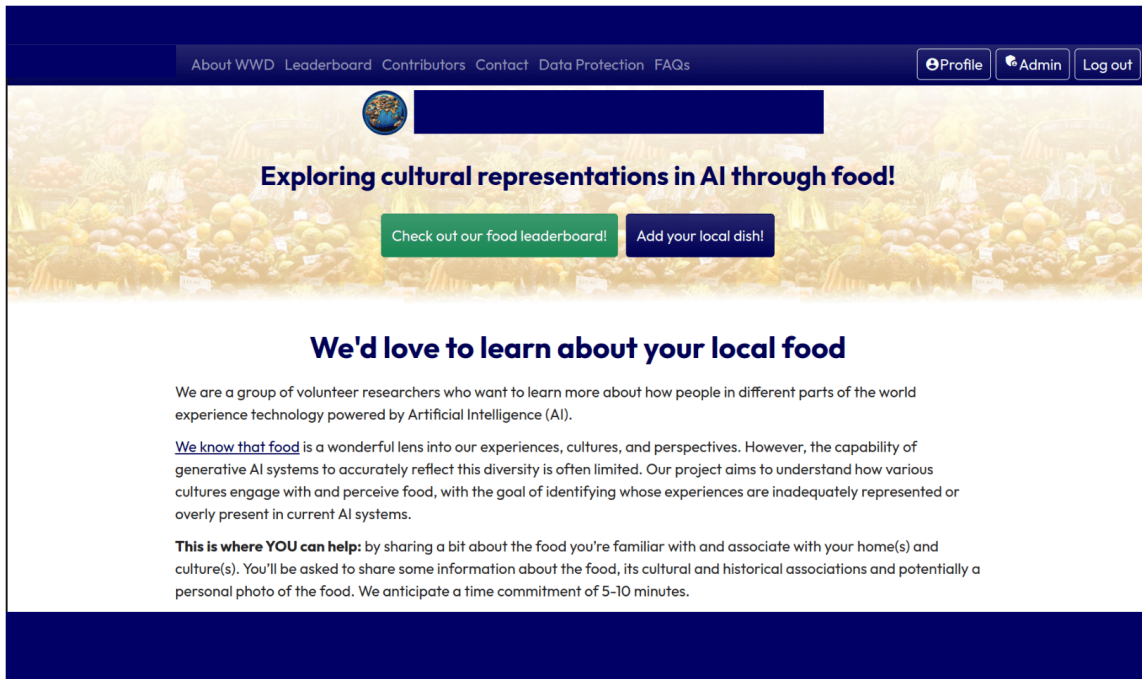 About WWD Leaderboard Contributors Contact Data Protection FAQs Profile Admin Log out
Exploring cultural representations in AI through food!
Check out our food leaderboard! Add your local dish!
We'd love to learn about your local food
We are a group of volunteer researchers who want to learn more about how people in different parts of the world
experience technology powered by Artificial Intelligence (AI).
We know that food is a wonderful lens into our experiences, cultures, and perspectives. However, the capability of
generative AI systems to accurately reflect this diversity is often limited. Our project aims to understand how various
cultures engage with and perceive food, with the goal of identifying whose experiences are inadequately represented or
overly present in current AI systems.
This is where YOU can help: by sharing a bit about the food you're familiar with and associate with your home(s) and
culture(s). You'll be asked to share some information about the food, its cultural and historical associations and potentially a
personal photo of the food. We anticipate a time commitment of 5-10 minutes.